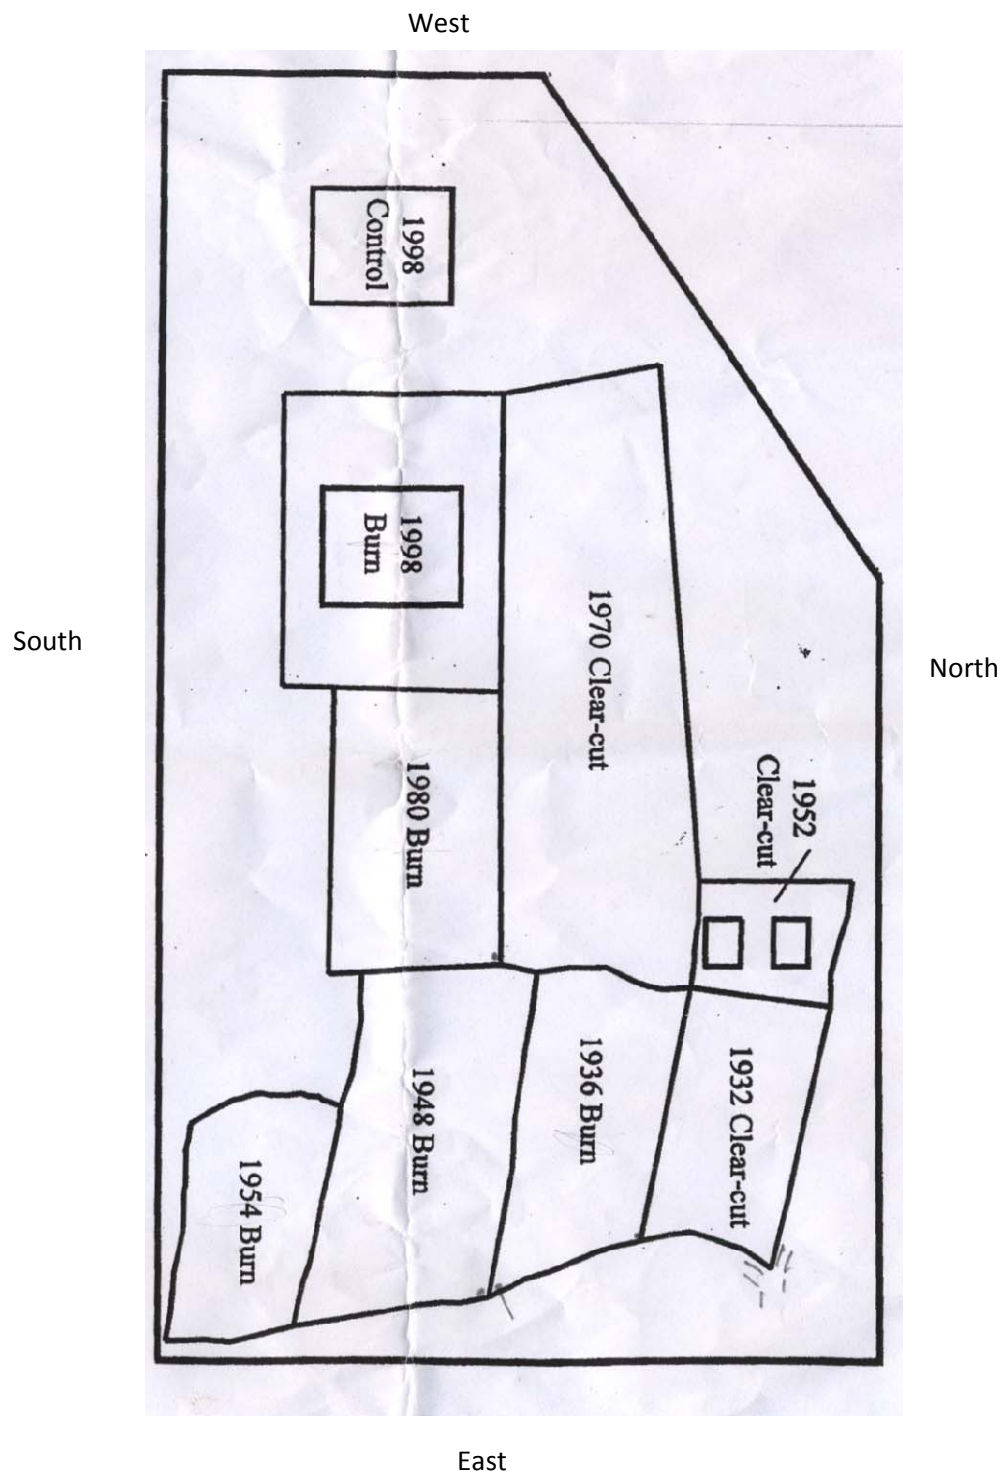 West
1998
Control
1998
Burn
1970 Clear-cut
South
North
1952
Clear-cut
1980 Burn
1936 Burn
1932 Clear-cut
1948 Burn
1954 Burn
East